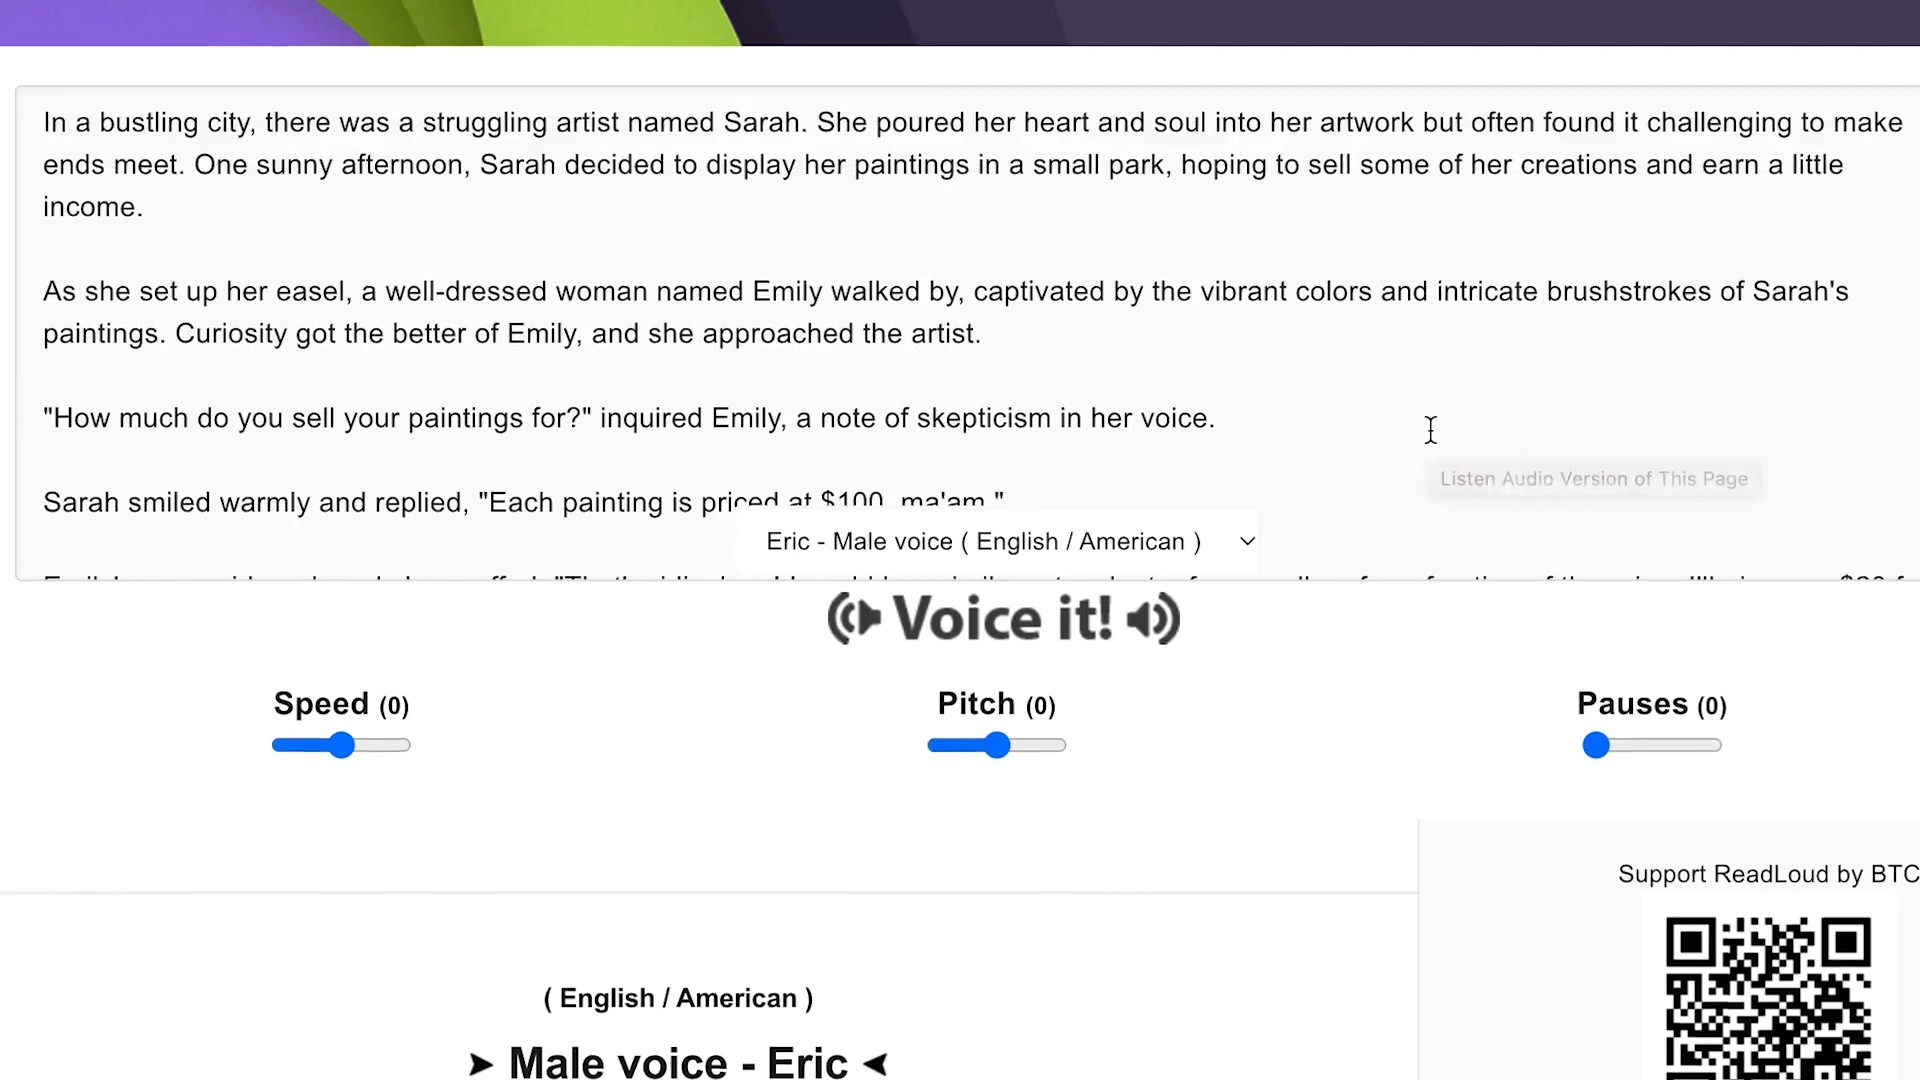 In a bustling city, there was a struggling artist named Sarah. She poured her heart and soul into her artwork but often found it challenging to make
ends meet. One sunny afternoon, Sarah decided to display her paintings in a small park, hoping to sell some of her creations and earn a little
income.
As she set up her easel, a well-dressed woman named Emily walked by, captivated by the vibrant colors and intricate brushstrokes of Sarah's
paintings. Curiosity got the better of Emily, and she approached the artist.
"How much do you sell your paintings for?" inquired Emily, a note of skepticism in her voice.
Listen Audio Version of This Page
Sarah smiled warmly and replied, "Each painting is priced at $100, ma'am."
Eric - Male voice ( English / American )
Voice it!
Speed (0)
Pitch (0)
Pauses (0)
Support ReadLoud by BTC
( English / American )
➤ Male voice - Eric ⮜